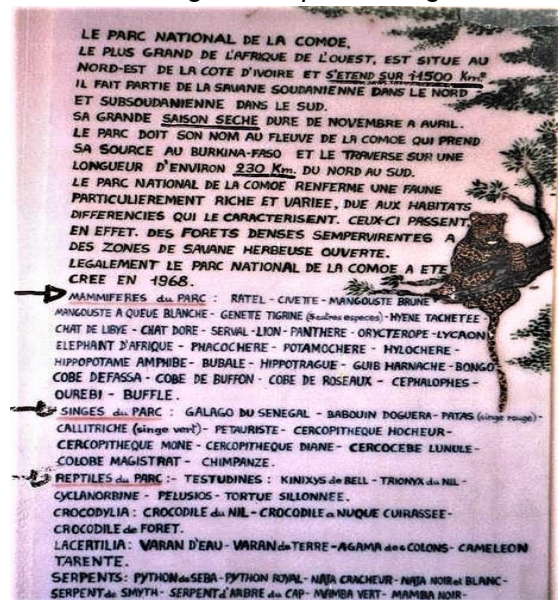 LE PARC NATIONAL DE LA COMOE,
LE PLUS GRAND DE L'AFRIQUE DE L'OUEST, EST SITUE AU
NORD-EST DE LA COTE D'IVOIRE ET S'ETEND SUR 11500 Km²
IL FAIT PARTIE DE LA SAVANE SOUDANIENNE DANS LE NORD
ET SUBSOUDANIENNE DANS LE SUD.
SA GRANDE SAISON SECHE DURE DE NOVEMBRE A AVRIL.
LE PARC DOIT SON NOM AU FLEUVE DE LA COMOE QUI PREND
SA SOURCE AU BURKINA-FASO ET LE TRAVERSE SUR UNE
LONGUEUR D'ENVIRON 230 Km. DU NORD AU SUD.
LE PARC NATIONAL DE LA COMOE RENFERME UNE FAUNE
PARTICULIEREMENT RICHE ET VARIEE, DUE AUX HABITATS
DIFFERENCIES QUI LE CARACTERISENT. CEUX-CI PASSENT,
EN EFFET. DES FORETS DENSES SEMPERVIRENTES A
DES ZONES DE SAVANE HERBEUSE OUVERTE.
LEGALEMENT LE PARC NATIONAL DE LA COMOE A ETE
CREE EN 1968.
MAMMIFERES du PARC : RATEL - CIVETTE - MANGOUSTE BRUNE
MANGOUSTE A QUEUE BLANCHE - GENETTE TIGRINE (5 autres especes) - HYENE TACHETEE -
CHAT DE LIBYE - CHAT DORE - SERVAL - LION - PANTHERE - ORYCTEROPE - LYCAON
ELEPHANT D'AFRIQUE - PHACOCHERE - POTAMOCHERE - HYLOCHERE -
HIPPOPOTAME AMPHIBE - BUBALE - HIPPOTRAGUE - GUIB HARNACHE - BONGO
COBE DEFASSA - COBE DE BUFFON - COBE DE ROSEAUX - CEPHALOPHES -
OUREBI - BUFFLE.
SINGES du PARC : GALAGO DU SENEGAL - BABOUIN DOGUERA - PATAS (singe rouge) -
CALLITRICHE (singe vert) - PETAURISTE - CERCOPITHEQUE HOCHEUR -
CERCOPITHEQUE MONE - CERCOPITHEQUE DIANE - CERCOCEBE LUNULE -
COLOBE MAGISTRAT - CHIMPANZE.
REPTILES du PARC :- TESTUDINES : KINIXYS de BELL - TRIONYX du NIL -
CYCLANORBINE - PELUSIOS - TORTUE SILLONNEE.
CROCODYLIA : CROCODILE du NIL - CROCODILE a NUQUE CUIRASSEE -
CROCODILE de FORET.
LACERTILIA : VARAN D'EAU - VARAN de TERRE - AGAMA des COLONS - CAMELEON
TARENTE.
SERPENTS : PYTHON de SEBA - PYTHON ROYAL - NAJA CRACHEUR - NAJA NOIR et BLANC -
SERPENT de SMYTH - SERPENT d'ARBRE du CAP - MAMBA VERT - MAMBA NOIR -